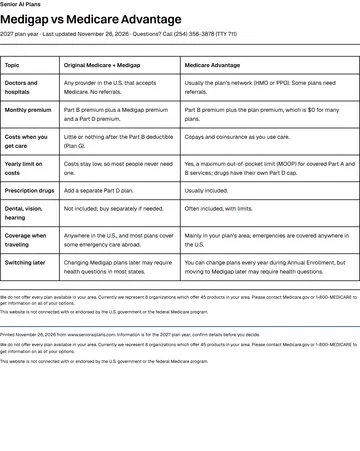 Senior AI Plans
Medigap vs Medicare Advantage
2027 plan year · Last updated November 26, 2026 · Questions? Call (254) 356-3878 (TTY 711)
Topic
Original Medicare + Medigap
Medicare Advantage
Doctors and
hospitals
Any provider in the U.S. that accepts
Medicare. No referrals.
Usually the plan's network (HMO or PPO). Some plans need
referrals.
Monthly premium
Part B premium plus a Medigap premium
and a Part D premium.
Part B premium plus the plan premium, which is $0 for many
plans.
Costs when you
get care
Little or nothing after the Part B deductible
(Plan G).
Copays and coinsurance as you use care.
Yearly limit on
costs
Costs stay low, so most people never need
one.
Yes, a maximum out-of-pocket limit (MOOP) for covered Part A and
B services; drugs have their own Part D cap.
Prescription drugs
Add a separate Part D plan.
Usually included.
Dental, vision,
hearing
Not included; buy separately if needed.
Often included, with limits.
Coverage when
traveling
Anywhere in the U.S., and most plans cover
some emergency care abroad.
Mainly in your plan's area; emergencies are covered anywhere in
the U.S.
Switching later
Changing Medigap plans later may require
health questions in most states.
You can change plans every year during Annual Enrollment, but
moving to Medigap later may require health questions.
We do not offer every plan available in your area. Currently we represent 8 organizations which offer 45 products in your area. Please contact Medicare.gov or 1-800-MEDICARE to
get information on all of your options.
This website is not connected with or endorsed by the U.S. government or the federal Medicare program.
Printed November 26, 2026 from www.senioraiplans.com. Information is for the 2027 plan year; confirm details before you decide.
We do not offer every plan available in your area. Currently we represent 8 organizations which offer 45 products in your area. Please contact Medicare.gov or 1-800-MEDICARE to
get information on all of your options.
This website is not connected with or endorsed by the U.S. government or the federal Medicare program.